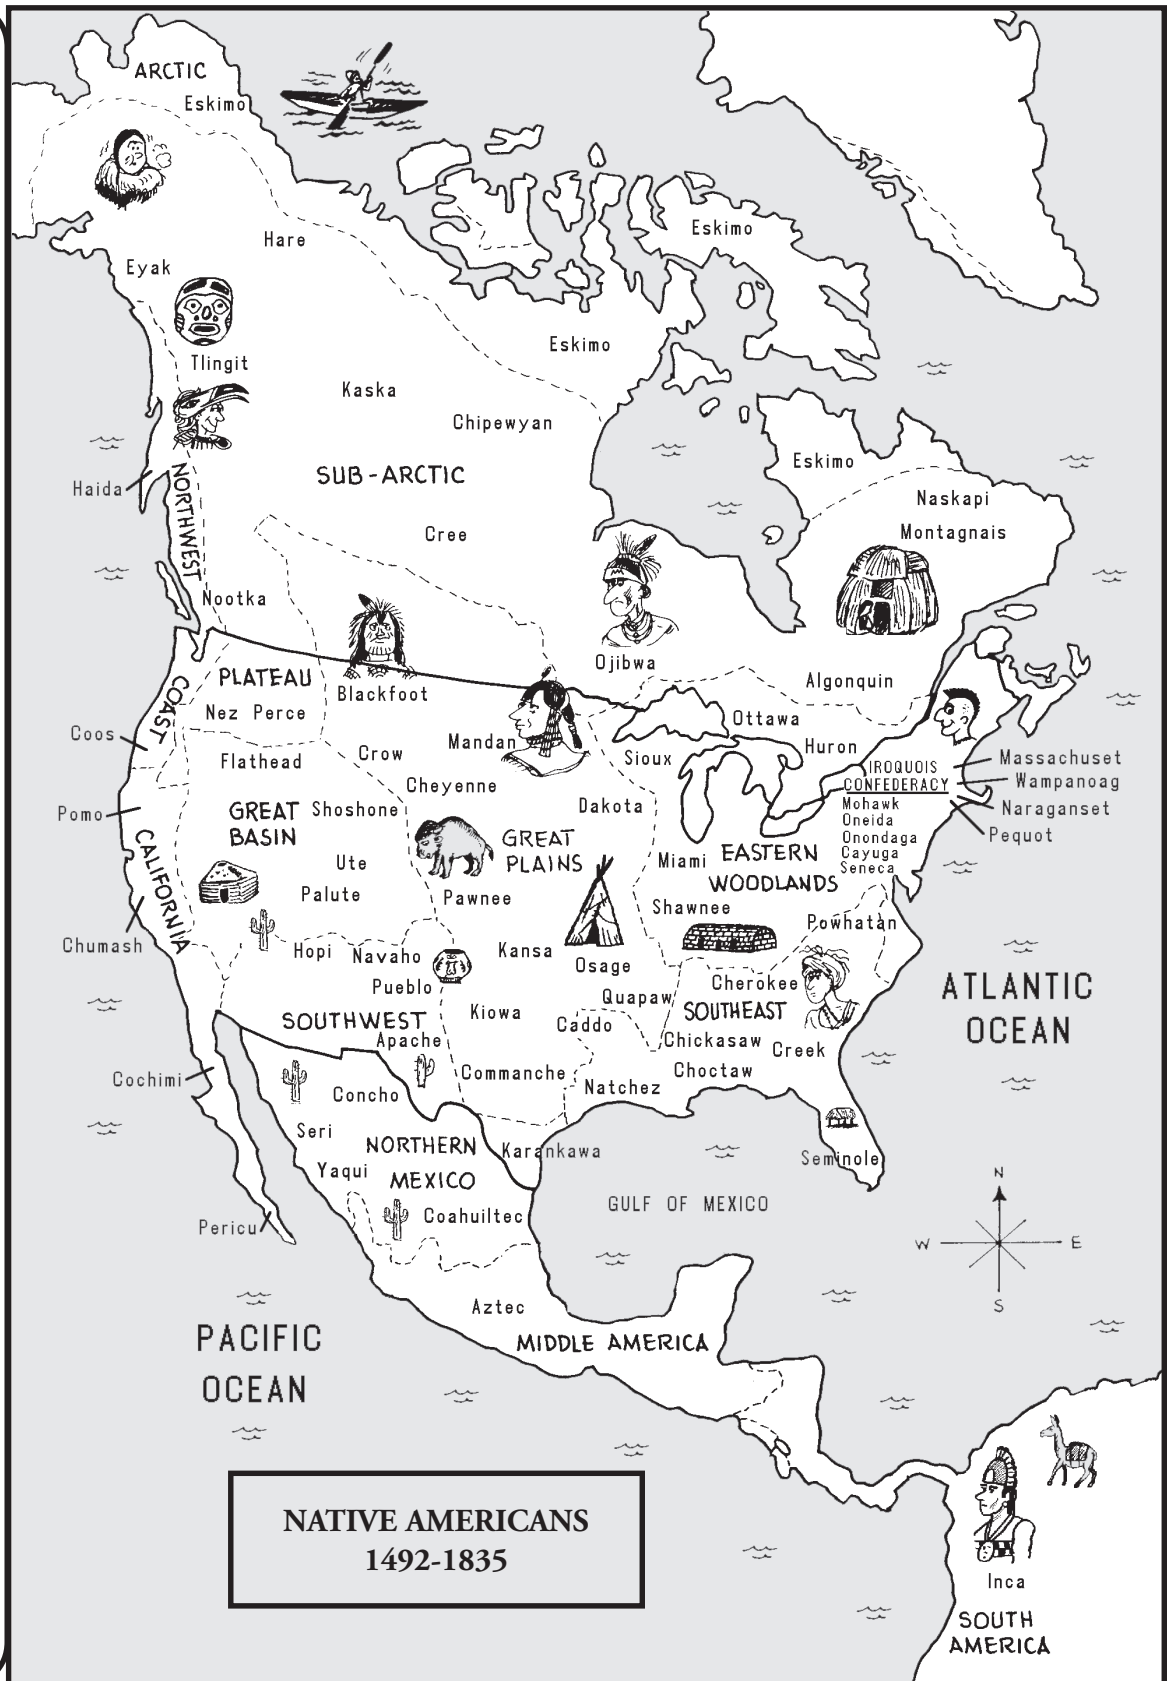 ARCTIC
Eskimo
Eskimo
Hare
Eyak
Eskimo
Tlingit
Kaska
Chipewyan
Eskimo
SUB-ARCTIC
Haida
NORTHWEST
Naskapi
Montagnais
Cree
Nootka
Ojibwa
PLATEAU
Blackfoot
Algonquin
COAST
Nez Perce
Ottawa
Coos
Mandan
Huron
Flathead
Crow
Sioux
Massachuset
IROQUOIS
CONFEDERACY
Wampanoag
Cheyenne
Pomo
GREAT
BASIN
Shoshone
Dakota
Mohawk
Oneida
Onondaga
Cayuga
Seneca
Naraganset
Pequot
GREAT
PLAINS
CALIFORNIA
Ute
Miami
EASTERN
WOODLANDS
Palute
Pawnee
Shawnee
Powhatan
Chumash
Hopi
Navaho
Kansa
Osage
Pueblo
Cherokee
ATLANTIC
OCEAN
Quapaw
SOUTHWEST
Kiowa
SOUTHEAST
Caddo
Apache
Chickasaw
Creek
Cochimi
Commanche
Choctaw
Concho
Natchez
Seri
NORTHERN
MEXICO
Karankawa
Seminole
Yaqui
Coahuiltec
GULF OF MEXICO
Pericu
N
W
E
S
Aztec
PACIFIC
OCEAN
MIDDLE AMERICA
NATIVE AMERICANS
1492-1835
Inca
SOUTH
AMERICA